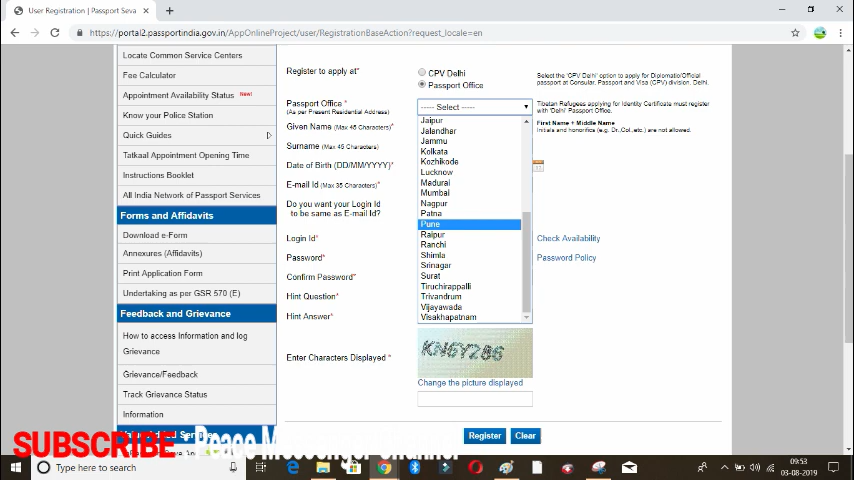 User Registration | Passport Seva
https://portal2.passportindia.gov.in/AppOnlineProject/user/RegistrationBaseAction?request_locale=en
Locate Common Service Centers
Fee Calculator
Appointment Availability Status New!
Know your Police Station
Quick Guides
Tatkaal Appointment Opening Time
Instructions Booklet
All India Network of Passport Services
Forms and Affidavits
Download e-Form
Annexures (Affidavits)
Print Application Form
Undertaking as per GSR 570 (E)
Feedback and Grievance
How to access Information and log
Grievance
Grievance/Feedback
Track Grievance Status
Information
Register to apply at*
CPV Delhi
Passport Office
Select the 'CPV Delhi' option to apply for Diplomatic/Official
passport at Consular, Passport and Visa (CPV) division, Delhi.
Passport Office *
(As per Present Residential Address)
----- Select -----
Tibetan Refugees applying for Identity Certificate must register
with 'Delhi' Passport Office.
Given Name (Max 45 Characters)*
First Name + Middle Name
Initials and honorifics (e.g. Dr.,Col.,etc.) are not allowed.
Surname (Max 45 Characters)
Date of Birth (DD/MM/YYYY)*
E-mail Id (Max 35 Characters)*
Do you want your Login Id
to be same as E-mail Id?
Login Id*
Check Availability
Password*
Password Policy
Confirm Password*
Hint Question*
Hint Answer*
Jaipur
Jalandhar
Jammu
Kolkata
Kozhikode
Lucknow
Madurai
Mumbai
Nagpur
Patna
Pune
Raipur
Ranchi
Shimla
Srinagar
Surat
Tiruchirappalli
Trivandrum
Vijayawada
Visakhapatnam
Enter Characters Displayed *
KN6Y286
Change the picture displayed
Register
Clear
SUBSCRIBE : Peace Messenger Channel
Type here to search
09:53
03-08-2019